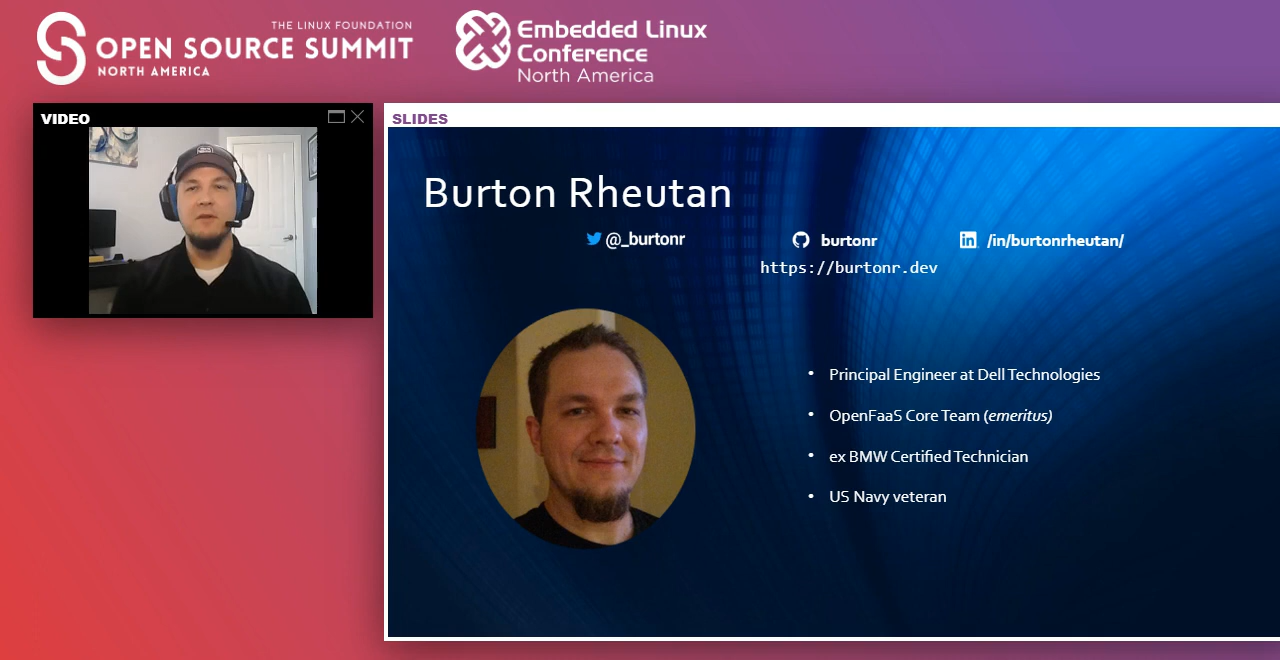 THE LINUX FOUNDATION
OPEN SOURCE SUMMIT
NORTH AMERICA
Embedded Linux
Conference
North America
VIDEO
SLIDES
Burton Rheutan
@_burtonr
burtonr
/in/burtonrheutan/
https://burtonr.dev
• Principal Engineer at Dell Technologies
• OpenFaaS Core Team (emeritus)
• ex BMW Certified Technician
• US Navy veteran